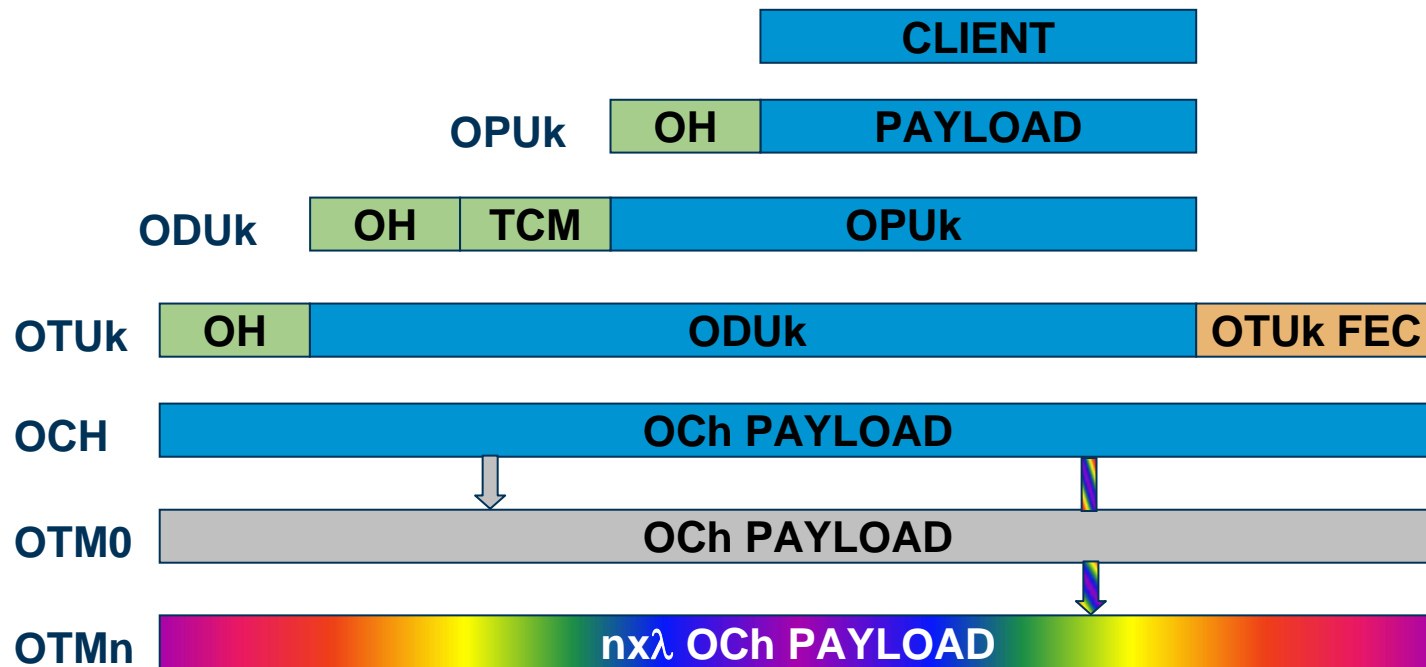 CLIENT
OPUk OH PAYLOAD
ODUk OH TCM OPUk
OTUk OH ODUk OTUk FEC
OCH OCh PAYLOAD
OTM0 OCh PAYLOAD
OTMn nxλ OCh PAYLOAD